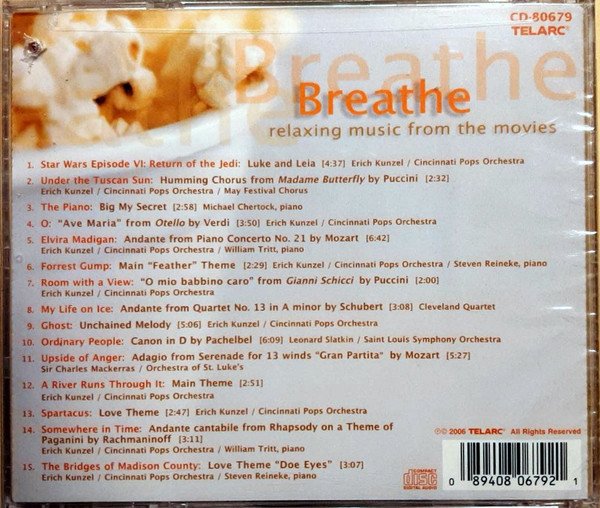 CD-80679
TELARC®
Breathe
Breathe
relaxing music from the movies
1. Star Wars Episode VI: Return of the Jedi: Luke and Leia [4:37] Erich Kunzel / Cincinnati Pops Orchestra
2. Under the Tuscan Sun: Humming Chorus from Madame Butterfly by Puccini [2:32]
Erich Kunzel / Cincinnati Pops Orchestra / May Festival Chorus
3. The Piano: Big My Secret [2:58] Michael Chertock, piano
4. O: "Ave Maria" from Otello by Verdi [3:50] Erich Kunzel / Cincinnati Pops Orchestra
5. Elvira Madigan: Andante from Piano Concerto No. 21 by Mozart [6:42]
Erich Kunzel / Cincinnati Pops Orchestra / William Tritt, piano
6. Forrest Gump: Main "Feather" Theme [2:29] Erich Kunzel / Cincinnati Pops Orchestra / Steven Reineke, piano
7. Room with a View: "O mio babbino caro" from Gianni Schicci by Puccini [2:00]
Erich Kunzel / Cincinnati Pops Orchestra
8. My Life on Ice: Andante from Quartet No. 13 in A minor by Schubert [3:08] Cleveland Quartet
9. Ghost: Unchained Melody [5:06] Erich Kunzel / Cincinnati Pops Orchestra
10. Ordinary People: Canon in D by Pachelbel [6:09] Leonard Slatkin / Saint Louis Symphony Orchestra
11. Upside of Anger: Adagio from Serenade for 13 winds "Gran Partita" by Mozart [5:27]
Sir Charles Mackerras / Orchestra of St. Luke's
12. A River Runs Through It: Main Theme [2:51]
Erich Kunzel / Cincinnati Pops Orchestra
13. Spartacus: Love Theme [2:47] Erich Kunzel / Cincinnati Pops Orchestra
14. Somewhere in Time: Andante cantabile from Rhapsody on a Theme of
Paganini by Rachmaninoff [3:11]
Erich Kunzel / Cincinnati Pops Orchestra / William Tritt, piano
15. The Bridges of Madison County: Love Theme "Doe Eyes" [3:07]
Erich Kunzel / Cincinnati Pops Orchestra / Steven Reineke, piano
℗© 2006 TELARC® All Rights Reserved
COMPACT
disc
DIGITAL AUDIO
0 89408 06792 1